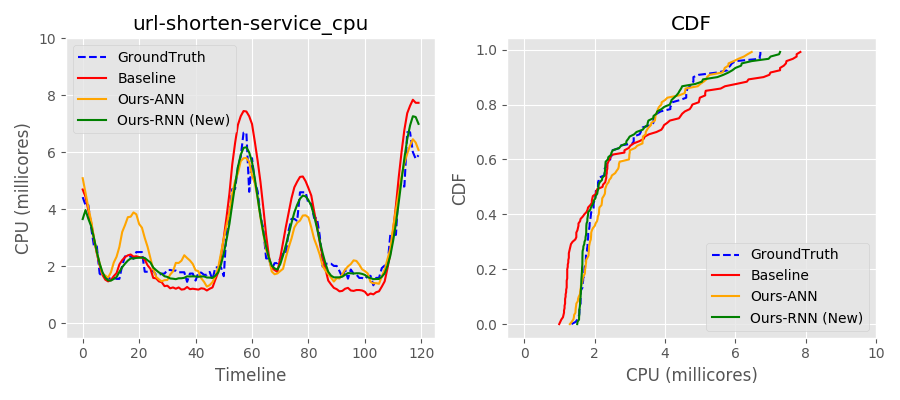 url-shorten-service_cpu
CPU (millicores)
10
8
6
4
2
0
GroundTruth
Baseline
Ours-ANN
Ours-RNN (New)
0 20 40 60 80 100 120
Timeline
CDF
CDF
1.0
0.8
0.6
0.4
0.2
0.0
GroundTruth
Baseline
Ours-ANN
Ours-RNN (New)
0 2 4 6 8 10
CPU (millicores)